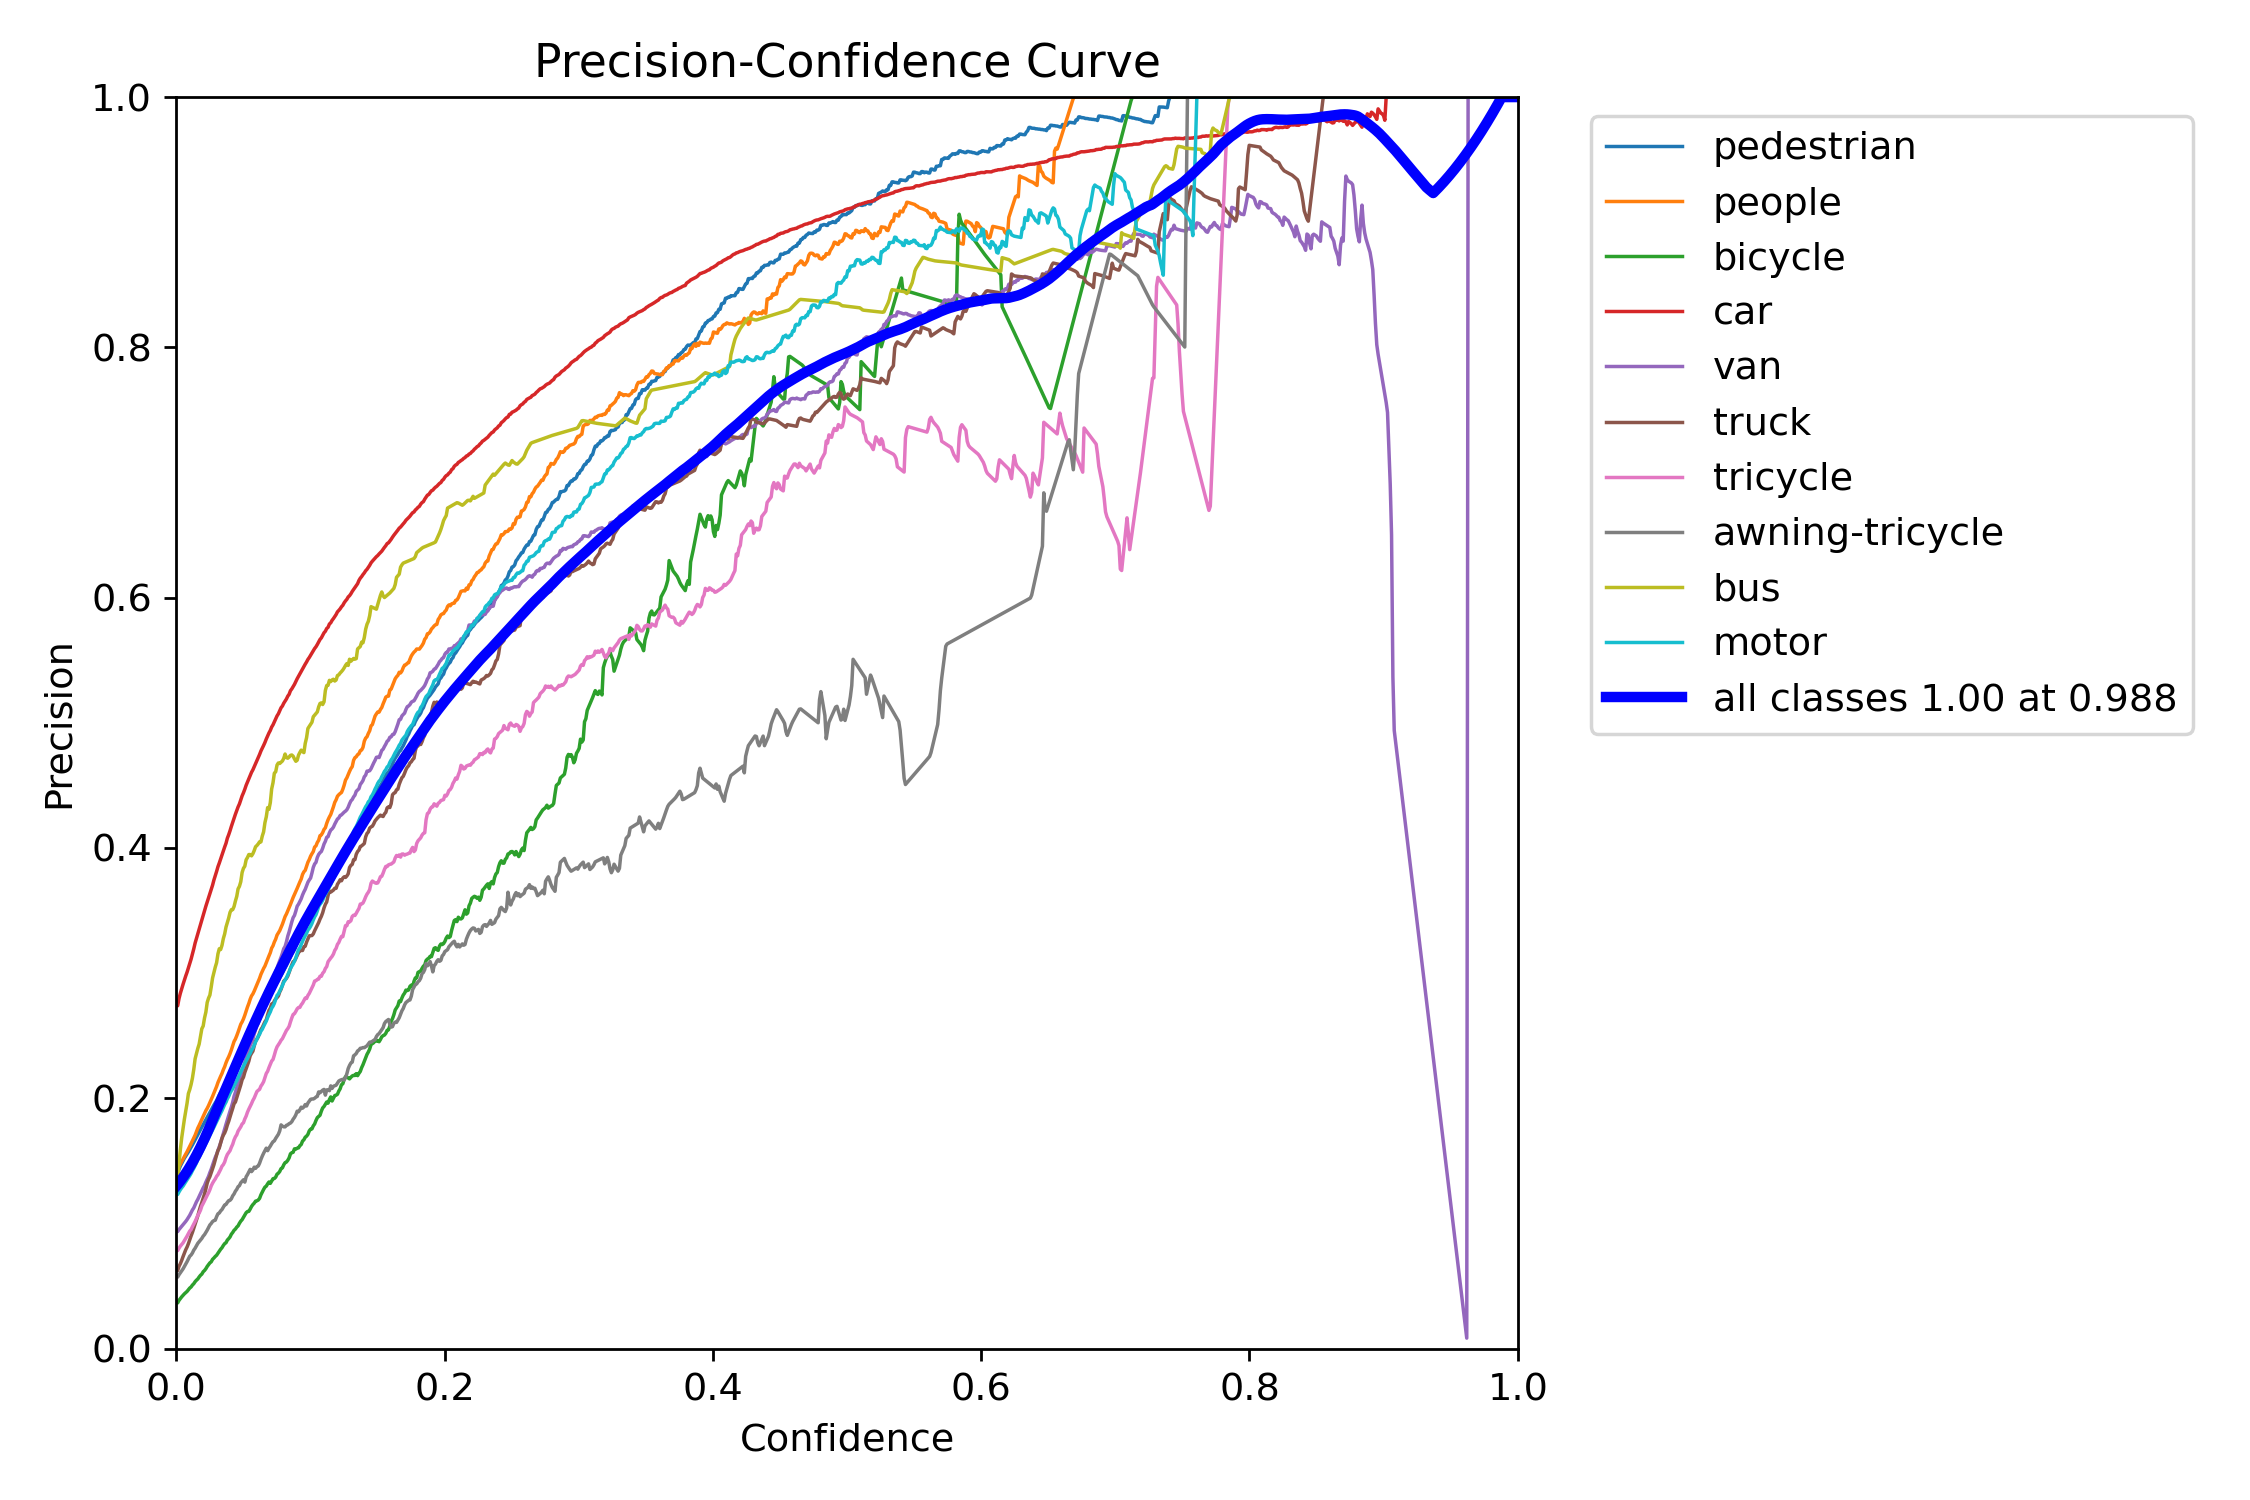 Precision-Confidence Curve
1.0
0.8
0.6
0.4
0.2
0.0
Precision
0.0 0.2 0.4 0.6 0.8 1.0
Confidence
pedestrian
people
bicycle
car
van
truck
tricycle
awning-tricycle
bus
motor
all classes 1.00 at 0.988